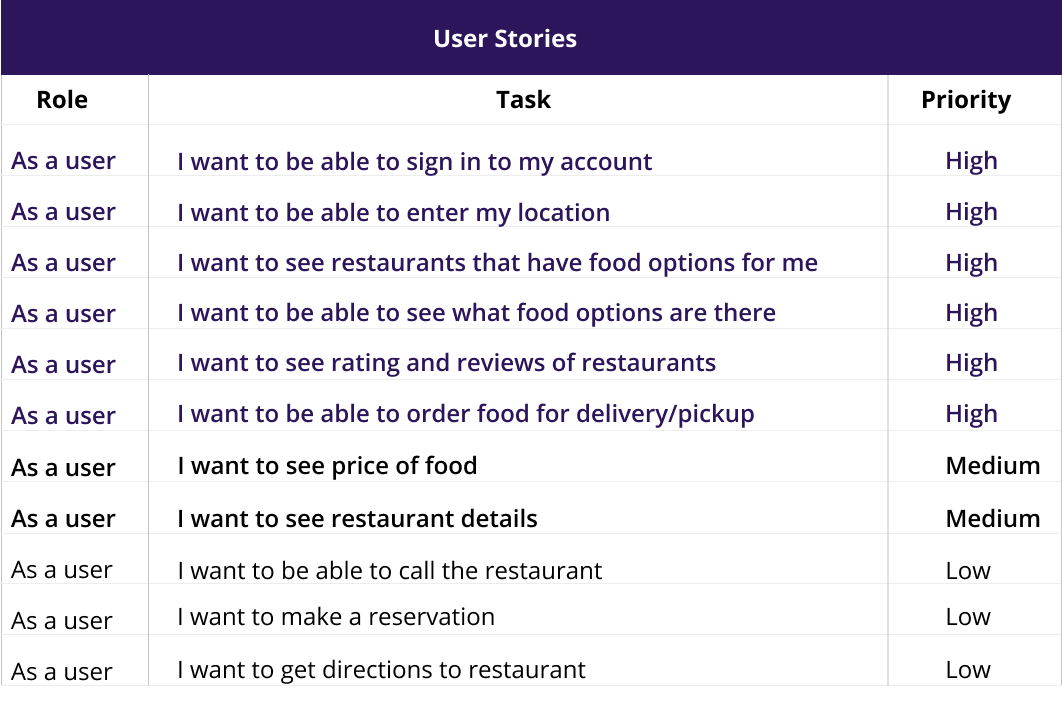 User Stories
Role Task Priority
As a user I want to be able to sign in to my account High
As a user I want to be able to enter my location High
As a user I want to see restaurants that have food options for me High
As a user I want to be able to see what food options are there High
As a user I want to see rating and reviews of restaurants High
As a user I want to be able to order food for delivery/pickup High
As a user I want to see price of food Medium
As a user I want to see restaurant details Medium
As a user I want to be able to call the restaurant Low
As a user I want to make a reservation Low
As a user I want to get directions to restaurant Low